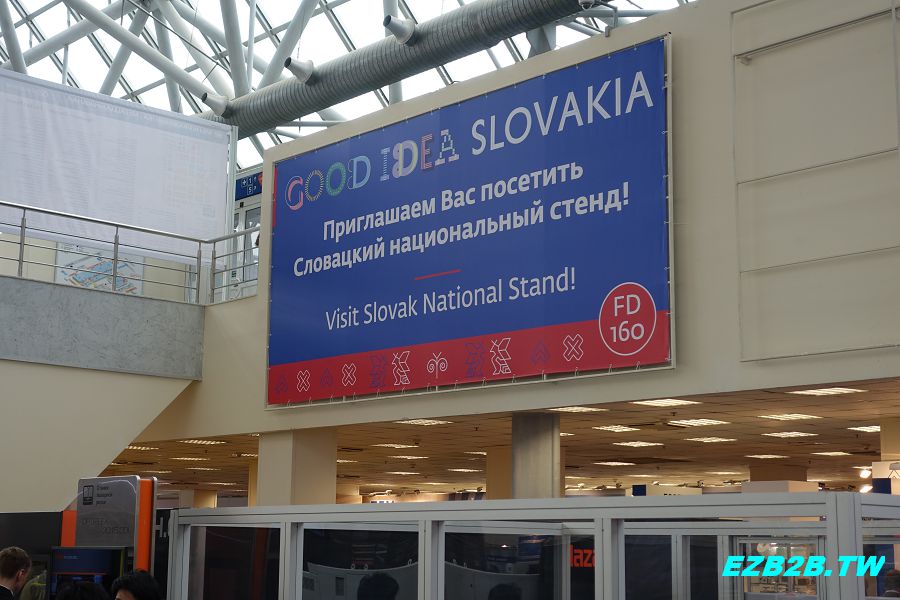 GOOD IDEA SLOVAKIA
Приглашаем Вас посетить
Словацкий национальный стенд!
Visit Slovak National Stand!
FD
160
EZB2B.TW